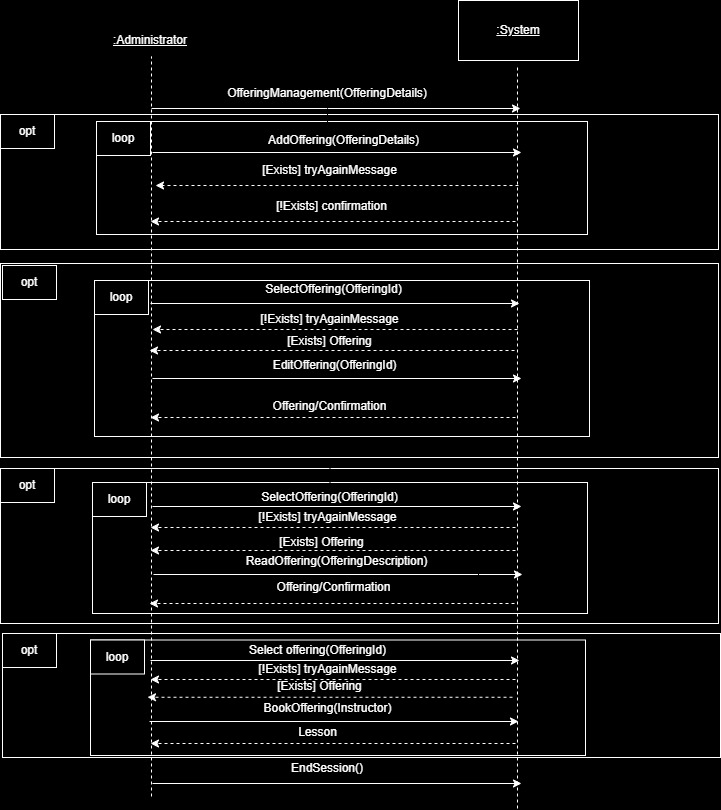 :Administrator
:System
OfferingManagement(OfferingDetails)
opt
loop
AddOffering(OfferingDetails)
[Exists] tryAgainMessage
[!Exists] confirmation
opt
loop
SelectOffering(OfferingId)
[!Exists] tryAgainMessage
[Exists] Offering
EditOffering(OfferingId)
Offering/Confirmation
opt
loop
SelectOffering(OfferingId)
[!Exists] tryAgainMessage
[Exists] Offering
ReadOffering(OfferingDescription)
Offering/Confirmation
opt
loop
Select offering(OfferingId)
[!Exists] tryAgainMessage
[Exists] Offering
BookOffering(Instructor)
Lesson
EndSession()